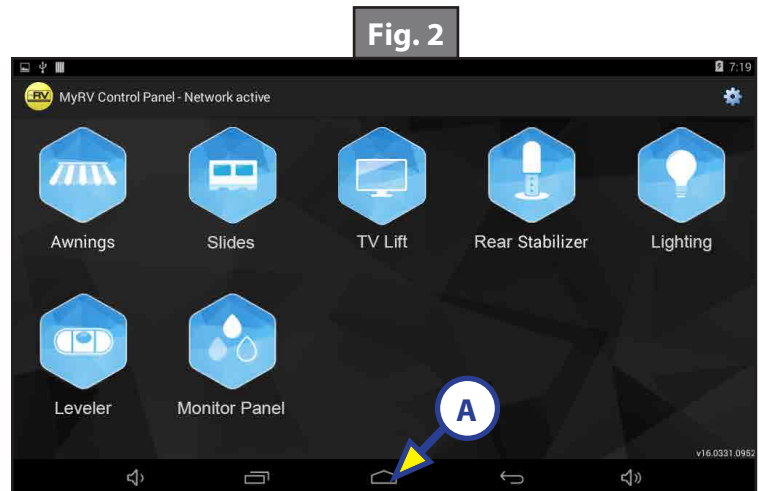 Fig. 2
7:19
RV MyRV Control Panel - Network active
Awnings Slides TV Lift Rear Stabilizer Lighting
Leveler Monitor Panel
A
v16.0331.0952